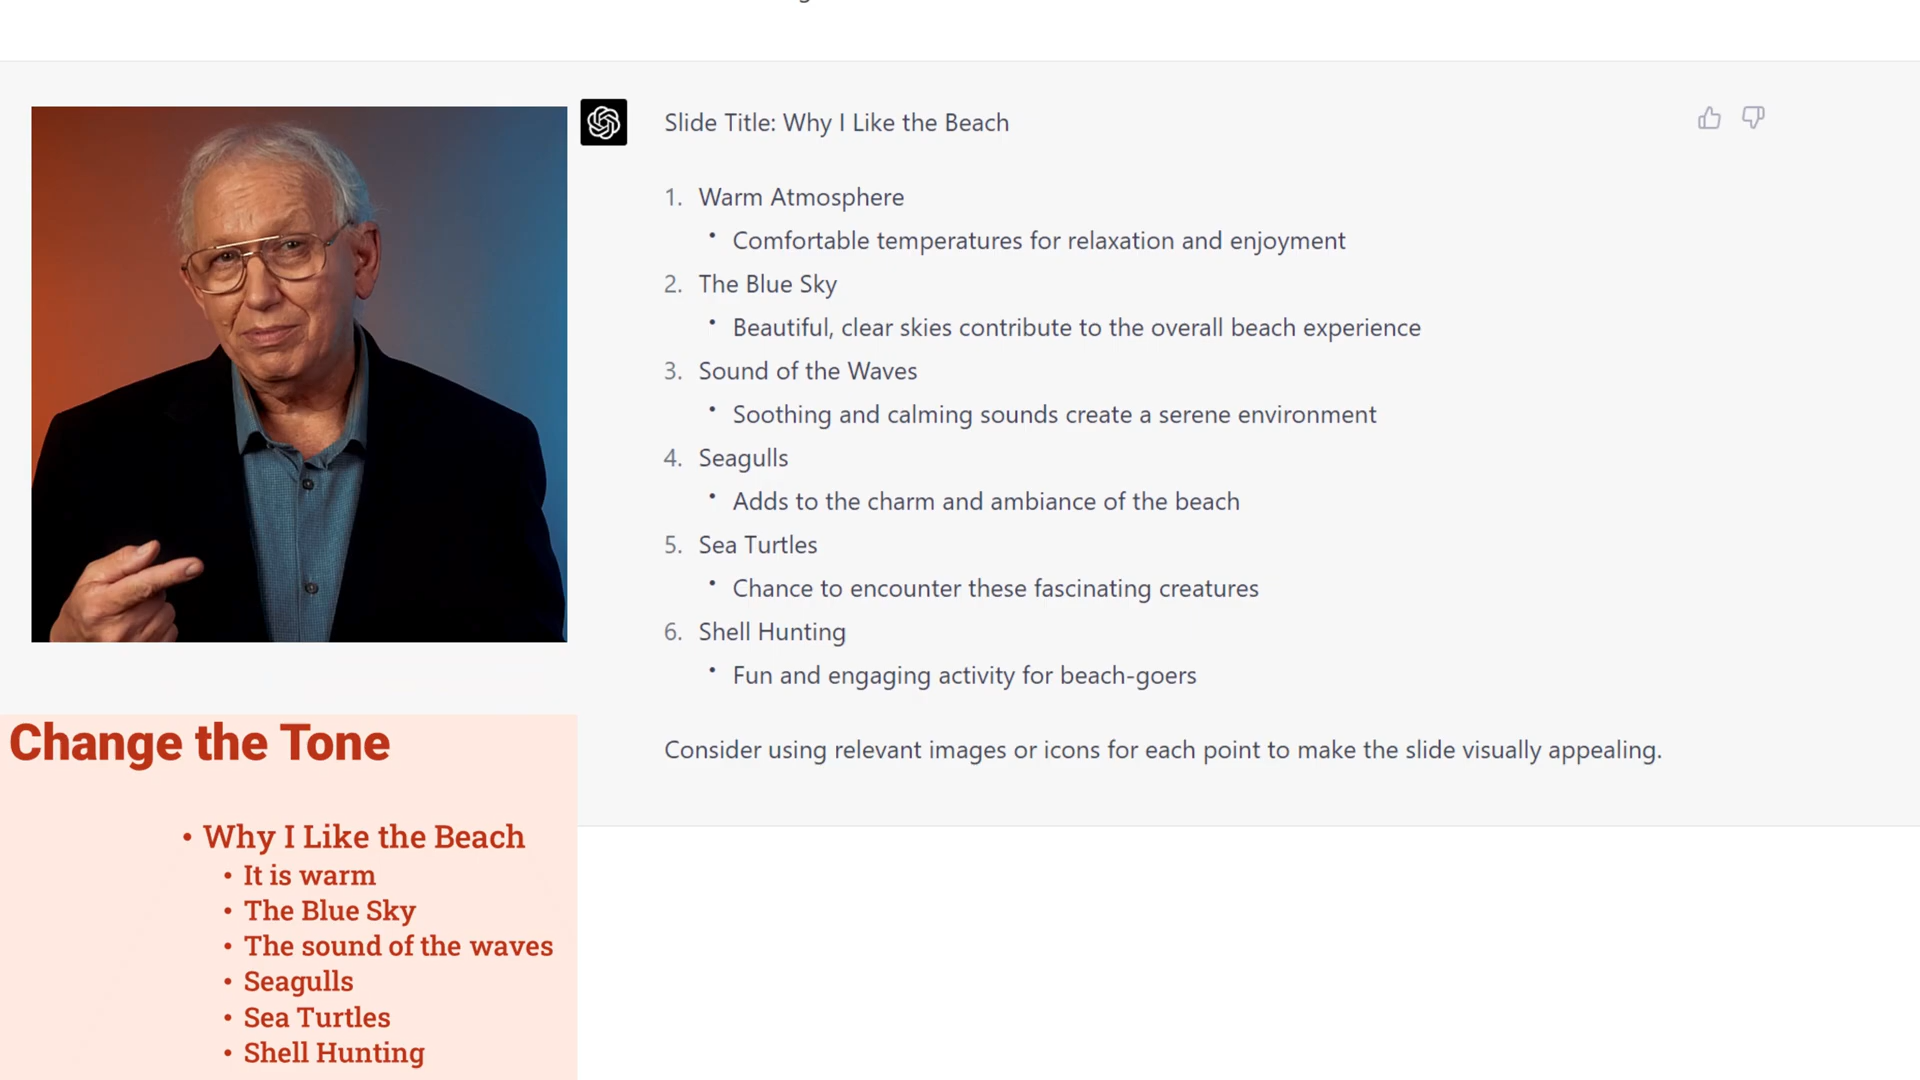 Slide Title: Why I Like the Beach
1. Warm Atmosphere
• Comfortable temperatures for relaxation and enjoyment
2. The Blue Sky
• Beautiful, clear skies contribute to the overall beach experience
3. Sound of the Waves
• Soothing and calming sounds create a serene environment
4. Seagulls
• Adds to the charm and ambiance of the beach
5. Sea Turtles
• Chance to encounter these fascinating creatures
6. Shell Hunting
• Fun and engaging activity for beach-goers
Consider using relevant images or icons for each point to make the slide visually appealing.
Change the Tone
• Why I Like the Beach
• It is warm
• The Blue Sky
• The sound of the waves
• Seagulls
• Sea Turtles
• Shell Hunting